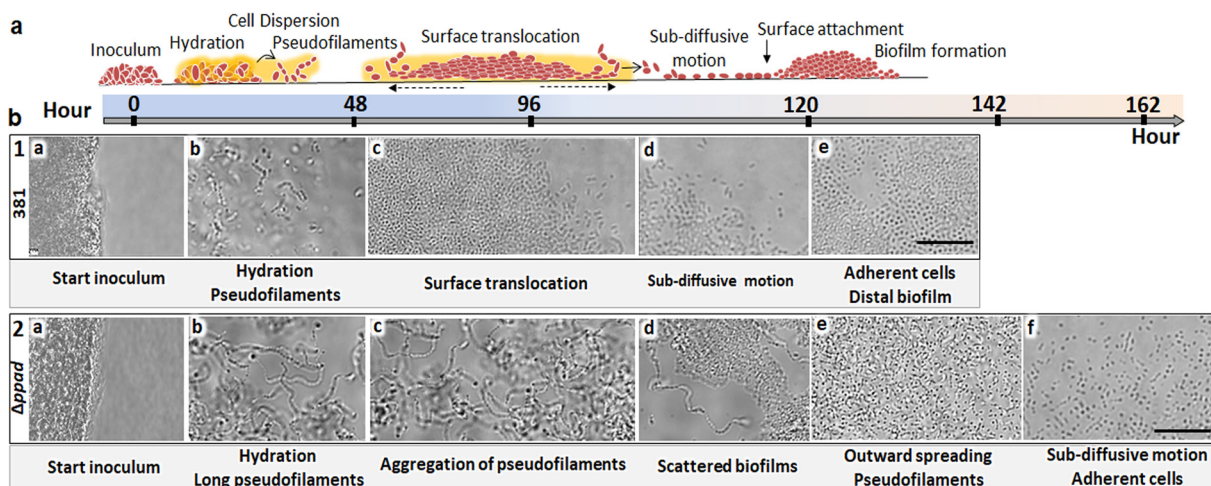 a
Inoculum
Hydration
Cell Dispersion
Pseudofilaments
Surface translocation
Sub-diffusive
motion
Surface attachment
Biofilm formation
Hour 0 48 96 120 142 162
Hour
b
1
381
a b c d e
Start inoculum
Hydration
Pseudofilaments
Surface translocation
Sub-diffusive motion
Adherent cells
Distal biofilm
2
Δppad
a b c d e f
Start inoculum
Hydration
Long pseudofilaments
Aggregation of pseudofilaments
Scattered biofilms
Outward spreading
Pseudofilaments
Sub-diffusive motion
Adherent cells